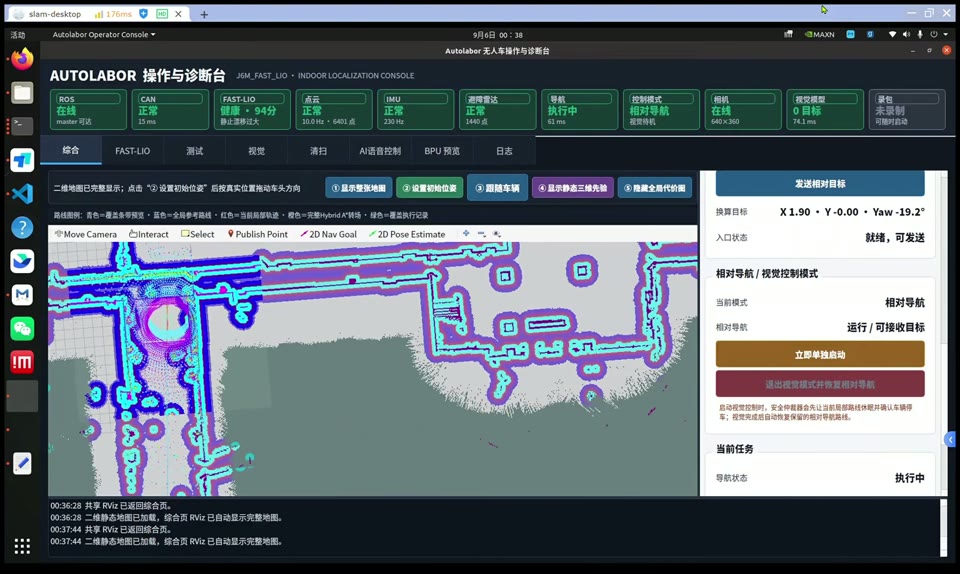 slam-desktop 176ms HD
活动 Autolabor Operator Console 9月6日 00：38 MAXN
Autolabor 无人车操作与诊断台
AUTOLABOR 操作与诊断台 J6M_FAST_LIO • INDOOR LOCALIZATION CONSOLE
ROS 在线 master 可达
CAN 正常 15 ms
FAST-LIO 健康 · 94分 静止漂移过大
点云 正常 10.0 Hz · 6401 点
IMU 正常 230 Hz
避障雷达 正常 1440 点
导航 执行中 61 ms
控制模式 相对导航 视觉待机
相机 在线 640×360
视觉模型 0 目标 74.1 ms
录包 未录制 可随时启动
综合 FAST-LIO 测试 视觉 清扫 AI语音控制 BPU 预览 日志
二维地图已完整显示；点击“② 设置初始位姿”后按真实位置拖动车头方向 ①显示整张地图 ②设置初始位姿 ③跟随车辆 ④显示静态三维先验 ⑤隐藏全局代价图
路线图例：青色＝覆盖条带预览 • 蓝色＝全局参考路线 • 红色＝当前局部轨迹 • 橙色＝完整Hybrid A*转场 • 绿色＝覆盖执行记录
Move Camera Interact Select Publish Point 2D Nav Goal 2D Pose Estimate
发送相对目标
换算目标 X 1.90 · Y -0.00 · Yaw -19.2°
入口状态 就绪，可发送
相对导航 / 视觉控制模式
当前模式 相对导航
相对导航 运行 / 可接收目标
立即单独启动
退出视觉模式并恢复相对导航
启动视觉控制时，安全仲裁器会先让当前局部路线休眠并确认车辆停
车；视觉完成后自动恢复保留的相对导航路线。
当前任务
导航状态 执行中
00:36:28 共享 RViz 已返回综合页。
00:36:28 二维静态地图已加载，综合页 RViz 已自动显示完整地图。
00:37:44 共享 RViz 已返回综合页。
00:37:44 二维静态地图已加载，综合页 RViz 已自动显示完整地图。